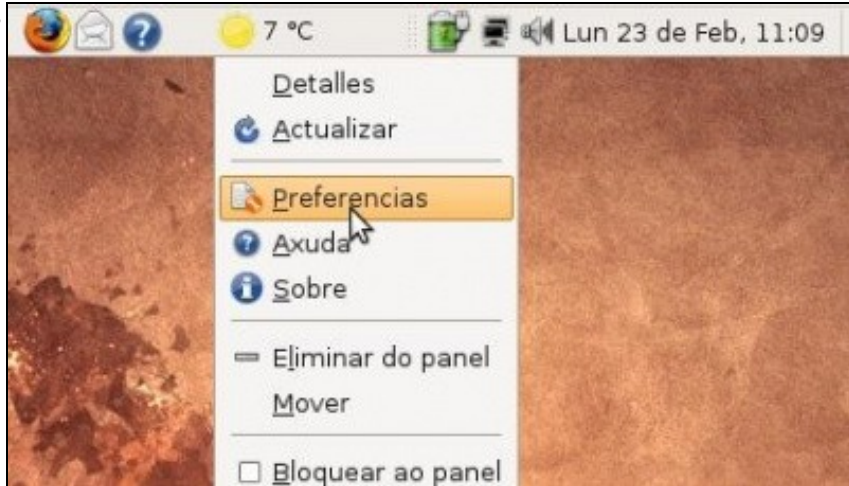 7 °C Lun 23 de Feb, 11:09
Detalles
Actualizar
Preferencias
Axuda
Sobre
Eliminar do panel
Mover
Bloquear ao panel